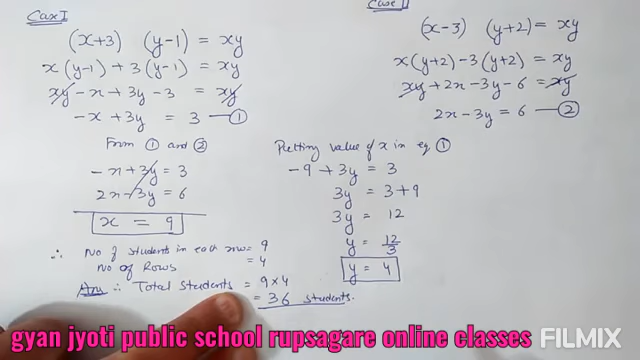 Case I
(x+3) (y-1) = xy
x(y-1) + 3(y-1) = xy
xy - x + 3y - 3 = xy
-x + 3y = 3 — ①
Case II
(x-3) (y+2) = xy
x(y+2) - 3(y+2) = xy
xy + 2x - 3y - 6 = xy
2x - 3y = 6 — ②
From ① and ②
-x + 3y = 3
2x - 3y = 6
x = 9
Putting value of x in eq ①
-9 + 3y = 3
3y = 3 + 9
3y = 12
y = 12/3
y = 4
∴ No of students in each row = 9
No of Rows = 4
Ans ∴ Total Students = 9 × 4
= 36 students.
gyan jyoti public school rupsagare online classes
FILMIX